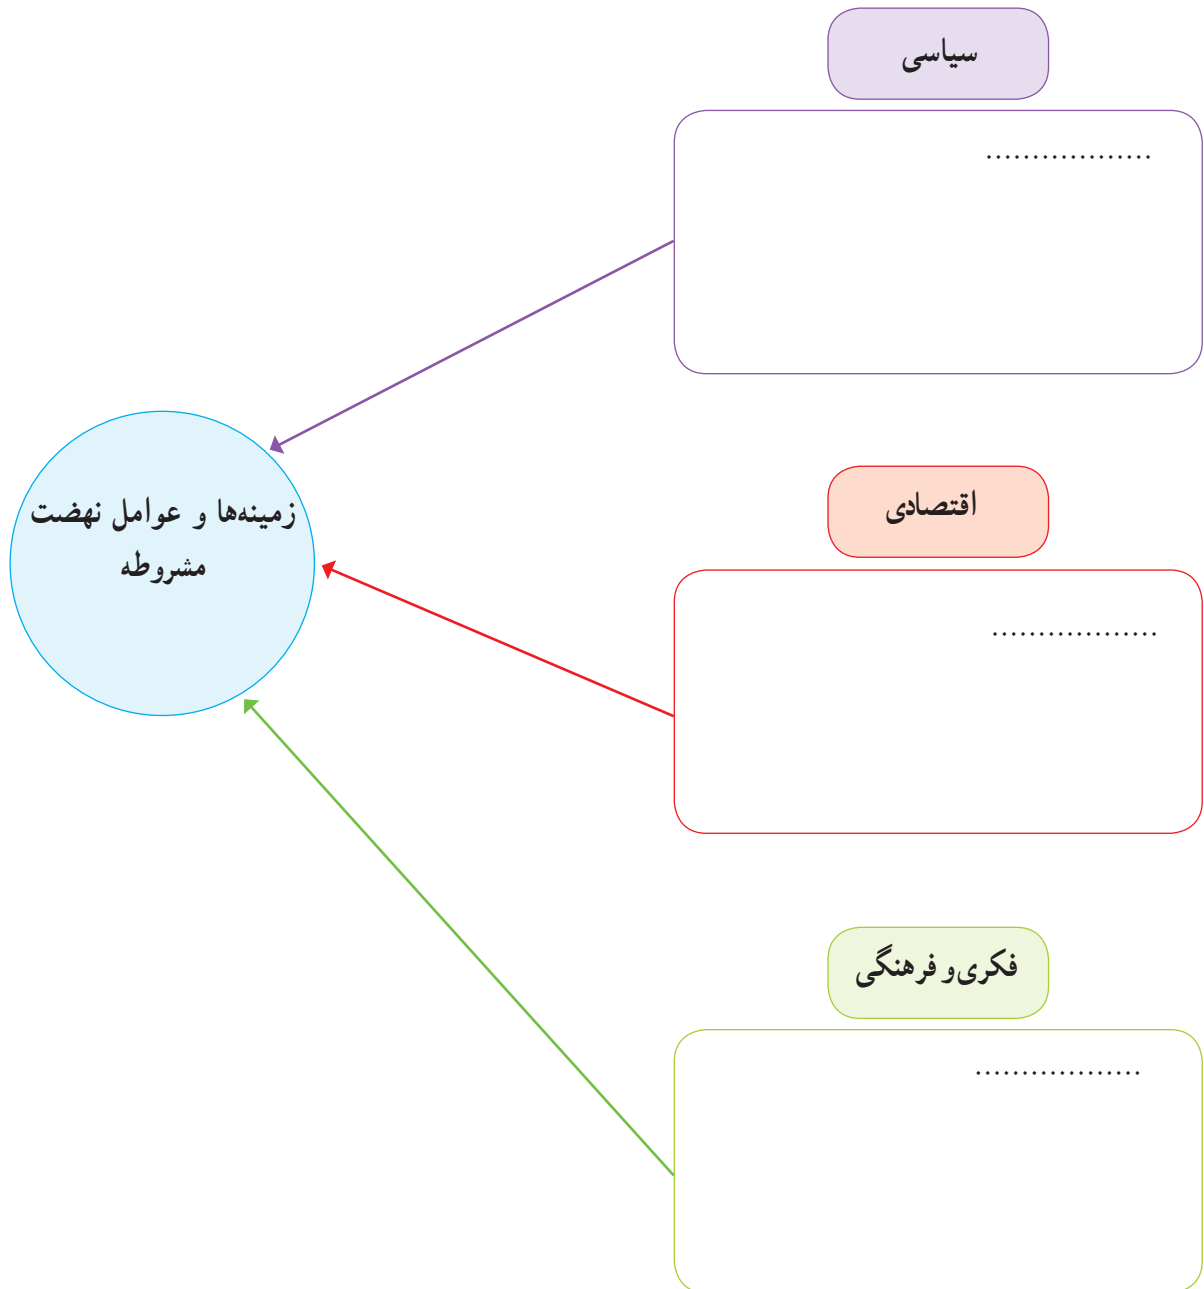 سیاسی
..................
زمینه‌ها و عوامل نهضت
مشروطه
اقتصادی
..................
فکری و فرهنگی
..................